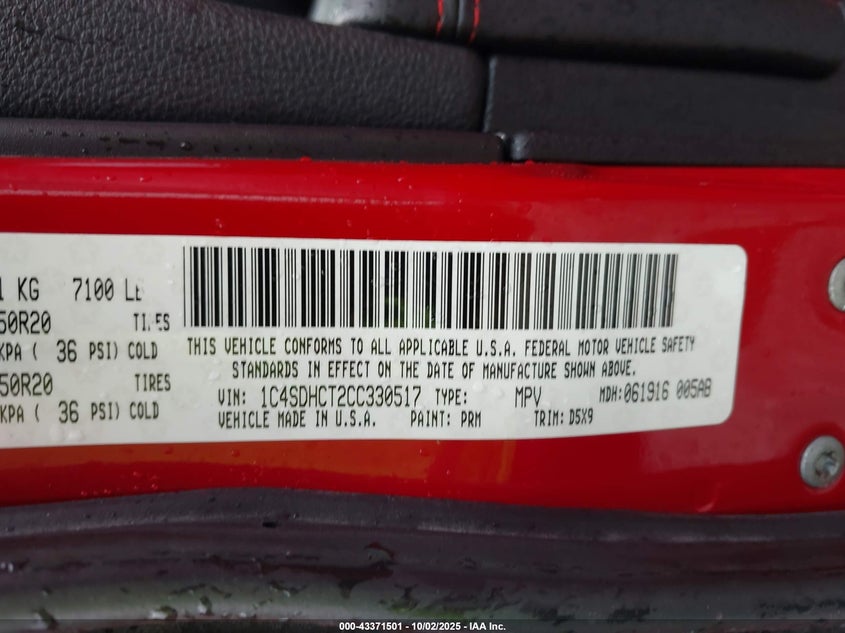 1 KG 7100 LB
50R20 TIRES
KPA ( 36 PSI) COLD
50R20 TIRES
KPA ( 36 PSI) COLD
THIS VEHICLE CONFORMS TO ALL APPLICABLE U.S.A. FEDERAL MOTOR VEHICLE SAFETY
STANDARDS IN EFFECT ON THE DATE OF MANUFACTURE SHOWN ABOVE.
VIN: 1C4SDHCT2CC330517 TYPE: MPV MDH: 061916 005AB
VEHICLE MADE IN U.S.A. PAINT: PRM TRIM: D5X9
000-43371501 - 10/02/2025 - IAA Inc.